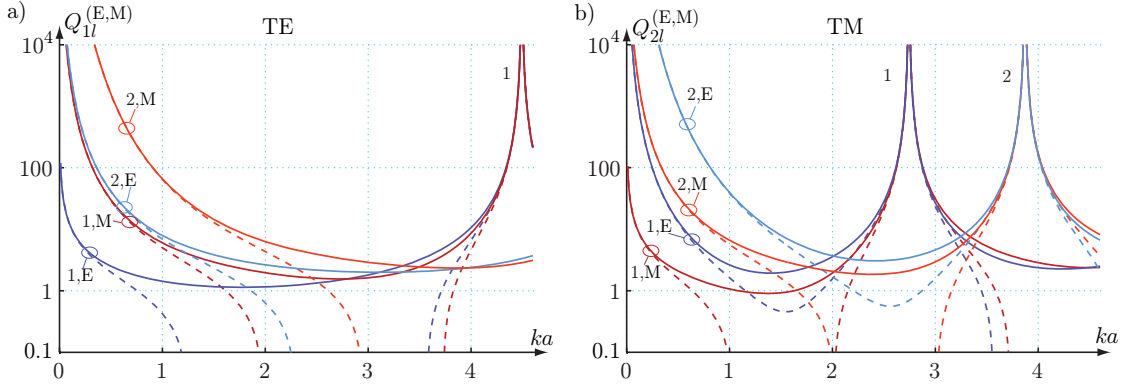 a)
Q_{1l}^{(E,M)}
TE
10^4
100
1
0.1
2,M
2,E
1,M
1,E
1
ka
0 1 2 3 4
b)
Q_{2l}^{(E,M)}
TM
10^4
100
1
0.1
2,E
2,M
1,E
1,M
1
2
ka
0 1 2 3 4